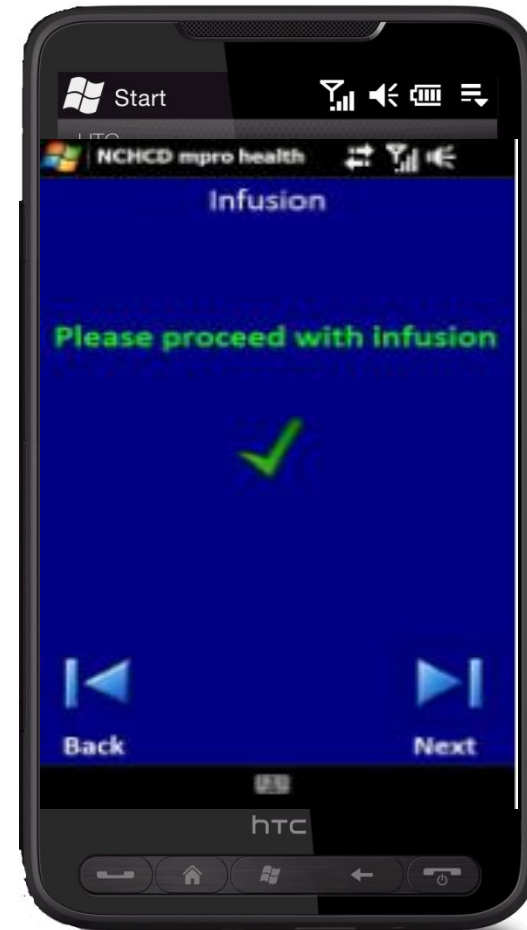 Start
NCHCD mpro health
Infusion
Please proceed with infusion
Back
Next
hTC